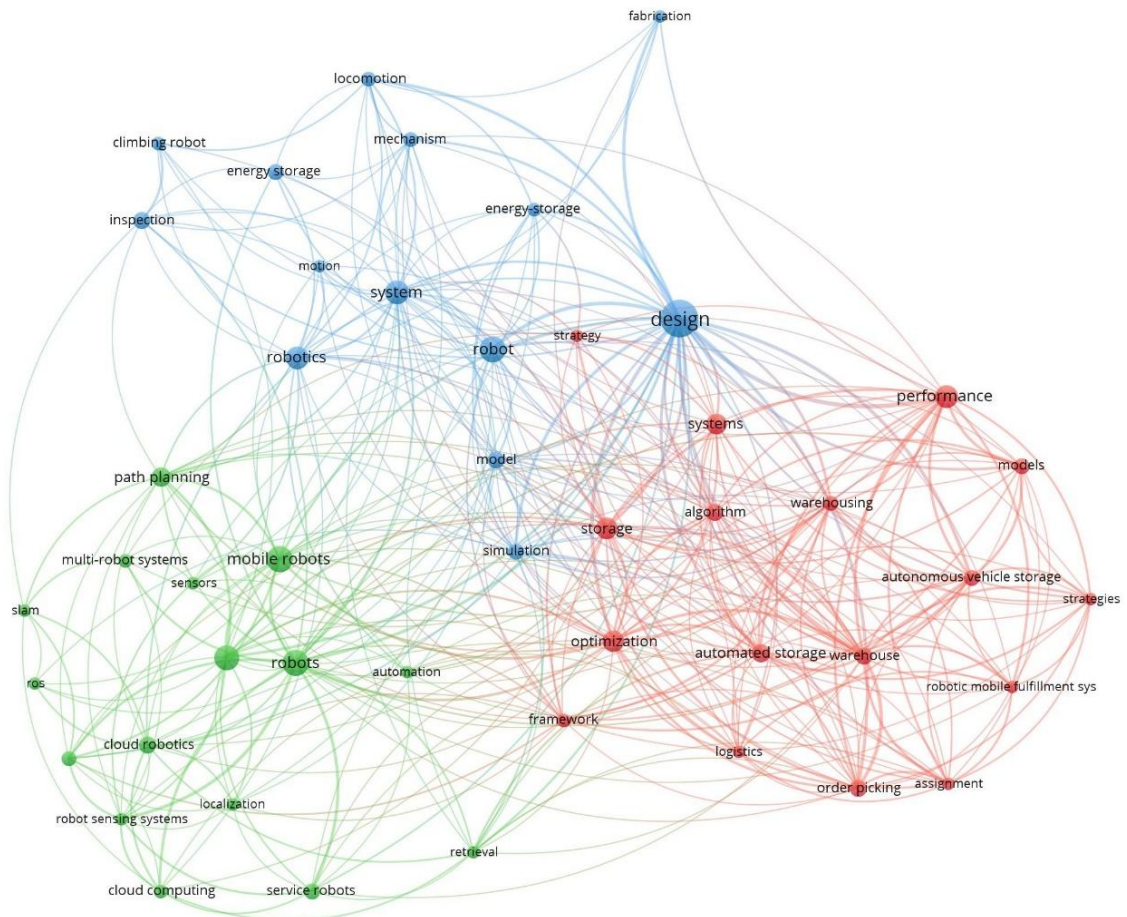 fabrication
locomotion
climbing robot
mechanism
energy storage
energy-storage
inspection
motion
system
design
strategy
robotics
robot
performance
systems
model
models
path planning
warehousing
algorithm
storage
simulation
mobile robots
multi-robot systems
sensors
autonomous vehicle storage
strategies
slam
optimization
automated storage
warehouse
robots
automation
ros
robotic mobile fulfillment sys
framework
cloud robotics
logistics
order picking
assignment
localization
robot sensing systems
retrieval
cloud computing
service robots